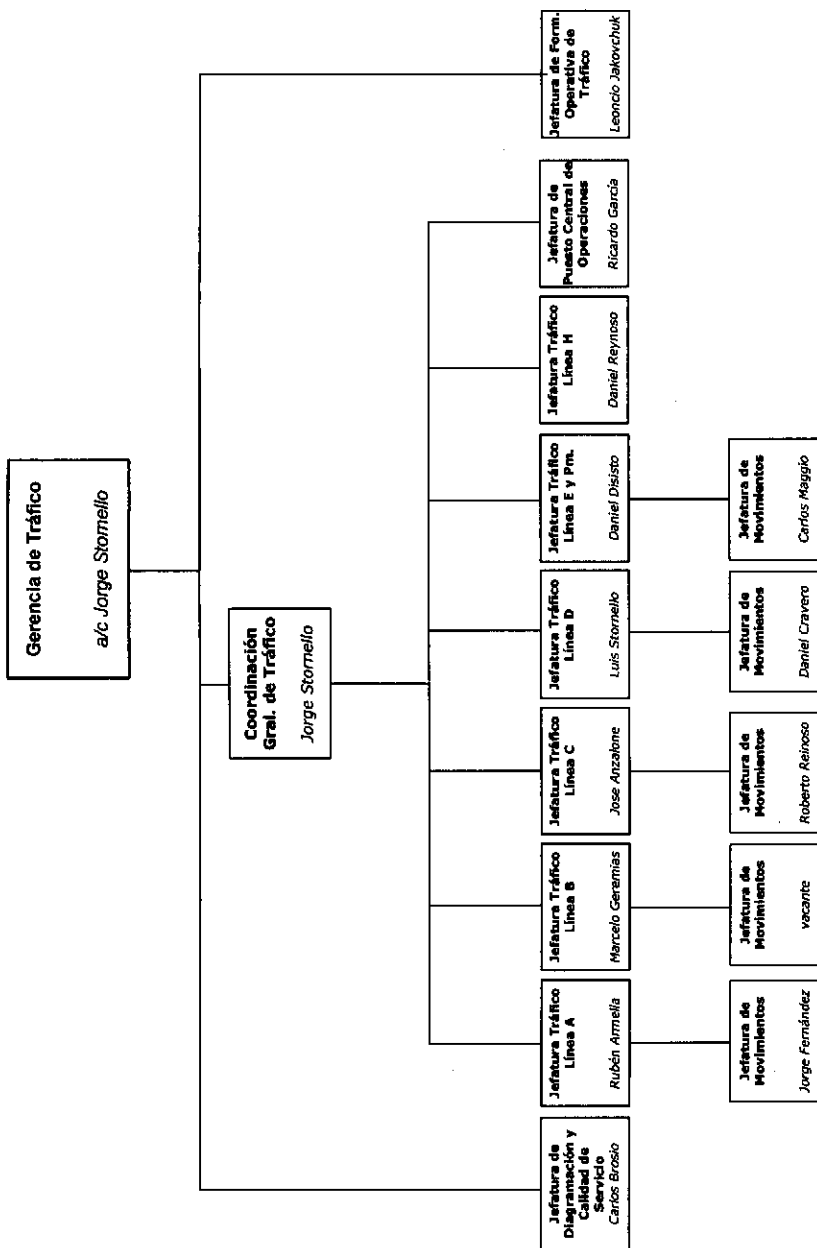 Gerencia de Tráfico
a/c Jorge Stornello
Coordinación
Gral. de Tráfico
Jorge Stornello
Jefatura de
Diagramación y
Calidad de
Servicio
Carlos Brosio
Jefatura Tráfico
Línea A
Rubén Armella
Jefatura Tráfico
Línea B
Marcelo Geremias
Jefatura Tráfico
Línea C
Jose Anzalone
Jefatura Tráfico
Línea D
Luis Stornello
Jefatura Tráfico
Línea E y Pm.
Daniel Disisto
Jefatura Tráfico
Línea H
Daniel Reynoso
Jefatura de
Puesto Central de
Operaciones
Ricardo García
Jefatura de Form.
Operativa de
Tráfico
Leoncio Jakovchuk
Jefatura de
Movimientos
Jorge Fernández
Jefatura de
Movimientos
vacante
Jefatura de
Movimientos
Roberto Reinoso
Jefatura de
Movimientos
Daniel Cravero
Jefatura de
Movimientos
Carlos Maggio